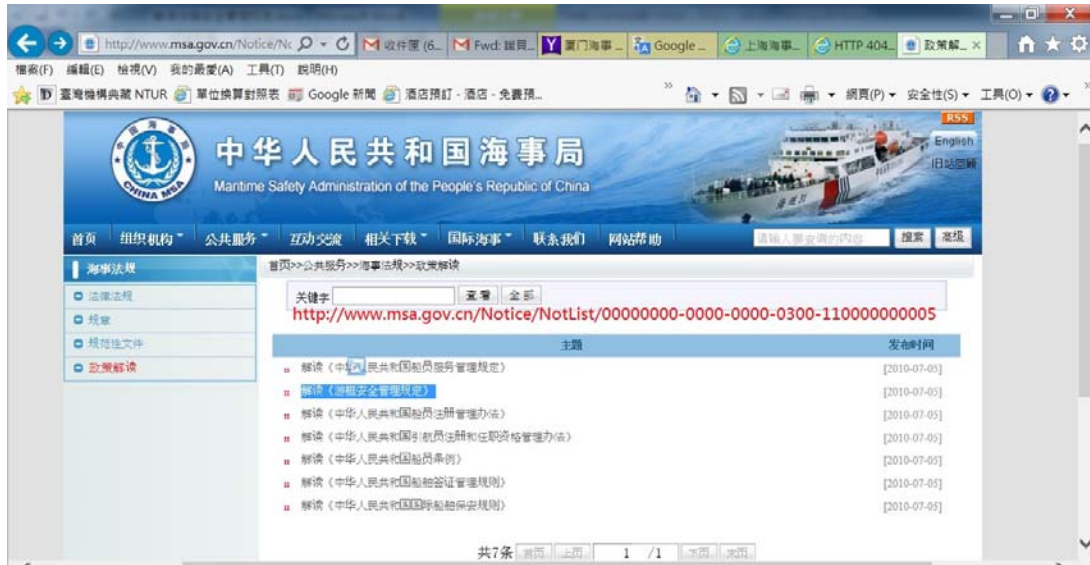 http://www.msa.gov.cn/Notice/Nc
收件匣 (6...
Fwd: 
厦门海事...
Google ...
上海海事...
HTTP 404...
政策解... ×
檔案(F) 編輯(E) 檢視(V) 我的最愛(A) 工具(T) 說明(H)
臺灣機構典藏 NTUR 單位換算對照表 Google 新聞 酒店預訂 - 酒店 - 免費預...
網頁(P) 安全性(S) 工具(O)
RSS
English
旧站回顾
中华人民共和国海事局
Maritime Safety Administration of the People's Republic of China
CHINA MSA
首页 组织机构 公共服务 互动交流 相关下载 国际海事 联系我们 网站帮助 请输入要查询的内容 搜索 高级
海事法规
法律法规
规章
规范性文件
政策解读
首页>>公共服务>>海事法规>>政策解读
关键字 查看 全部
http://www.msa.gov.cn/Notice/NotList/00000000-0000-0000-0300-110000000005
主题 发布时间
解读《中华人民共和国船员服务管理规定》 [2010-07-05]
解读《游艇安全管理规定》 [2010-07-05]
解读《中华人民共和国船员注册管理办法》 [2010-07-05]
解读《中华人民共和国引航员注册和任职资格管理办法》 [2010-07-05]
解读《中华人民共和国船员条例》 [2010-07-05]
解读《中华人民共和国船舶签证管理规则》 [2010-07-05]
解读《中华人民共和国国际船舶保安规则》 [2010-07-05]
共7条 首页 上页 1 /1 下页 末页